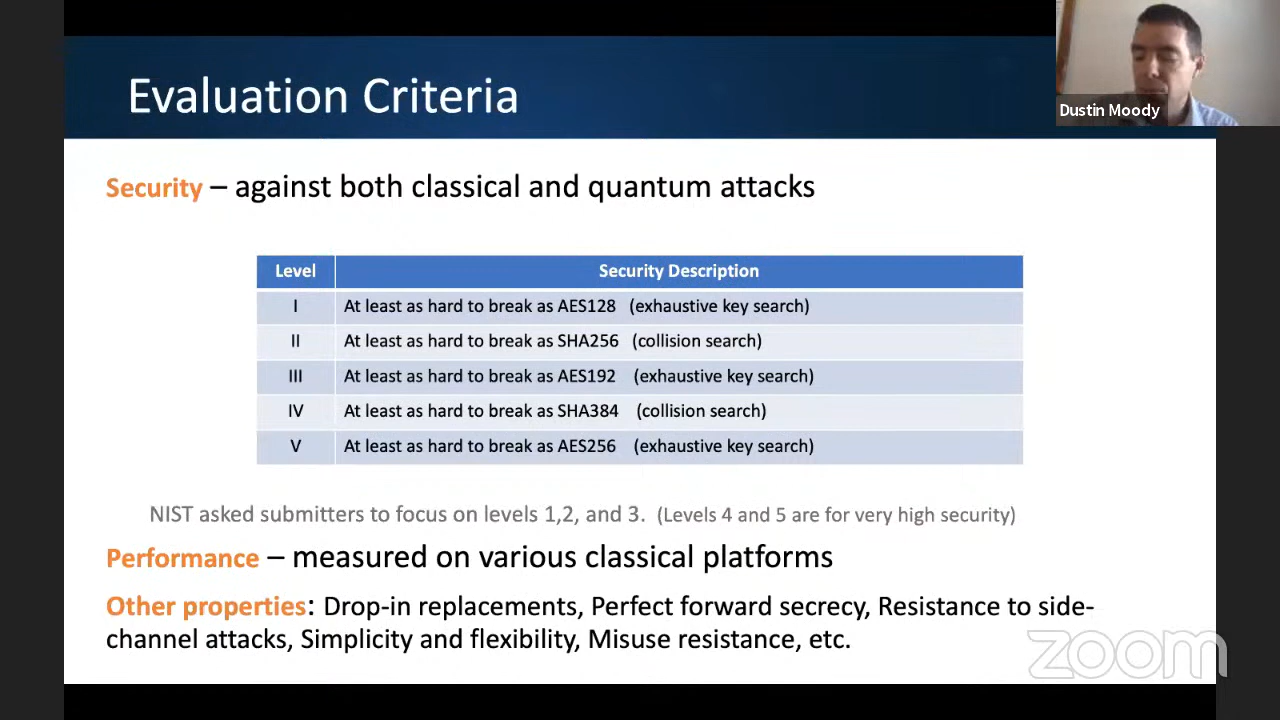 Evaluation Criteria
Dustin Moody
Security – against both classical and quantum attacks
Level Security Description
I At least as hard to break as AES128 (exhaustive key search)
II At least as hard to break as SHA256 (collision search)
III At least as hard to break as AES192 (exhaustive key search)
IV At least as hard to break as SHA384 (collision search)
V At least as hard to break as AES256 (exhaustive key search)
NIST asked submitters to focus on levels 1,2, and 3. (Levels 4 and 5 are for very high security)
Performance – measured on various classical platforms
Other properties: Drop-in replacements, Perfect forward secrecy, Resistance to side-
channel attacks, Simplicity and flexibility, Misuse resistance, etc.
zoom